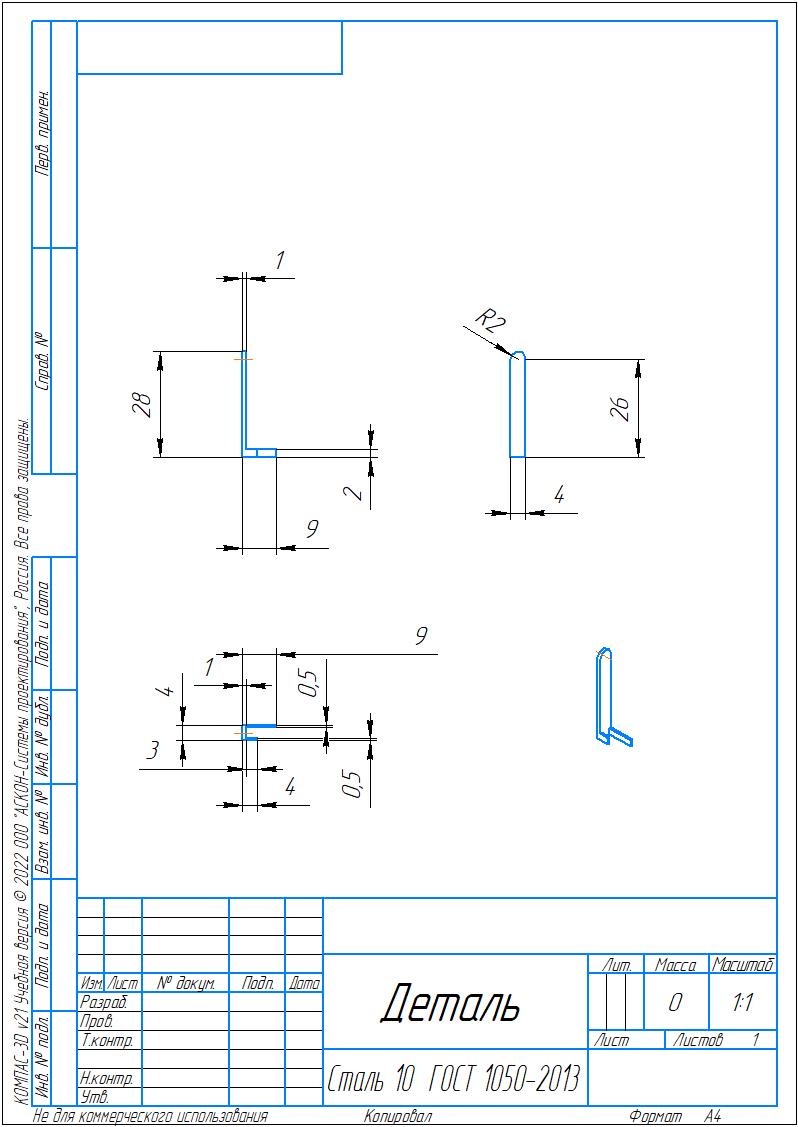 Перв. примен.
Справ. №
Подп. и дата
Инв. № дубл.
Взам. инв. №
Подп. и дата
Инв. № подл.
КОМПАС-3D v21 Учебная версия © 2022 ООО "АСКОН-Системы проектирования", Россия. Все права защищены.
1
28
2
9
R2
26
4
9
1
4
0,5
3
4
0,5
Изм. Лист № докум. Подп. Дата
Разраб.
Пров.
Т.контр.
Н.контр.
Утв.
Деталь
Сталь 10 ГОСТ 1050-2013
Лит. Масса Масштаб
0 1:1
Лист Листов 1
Не для коммерческого использования Копировал Формат А4